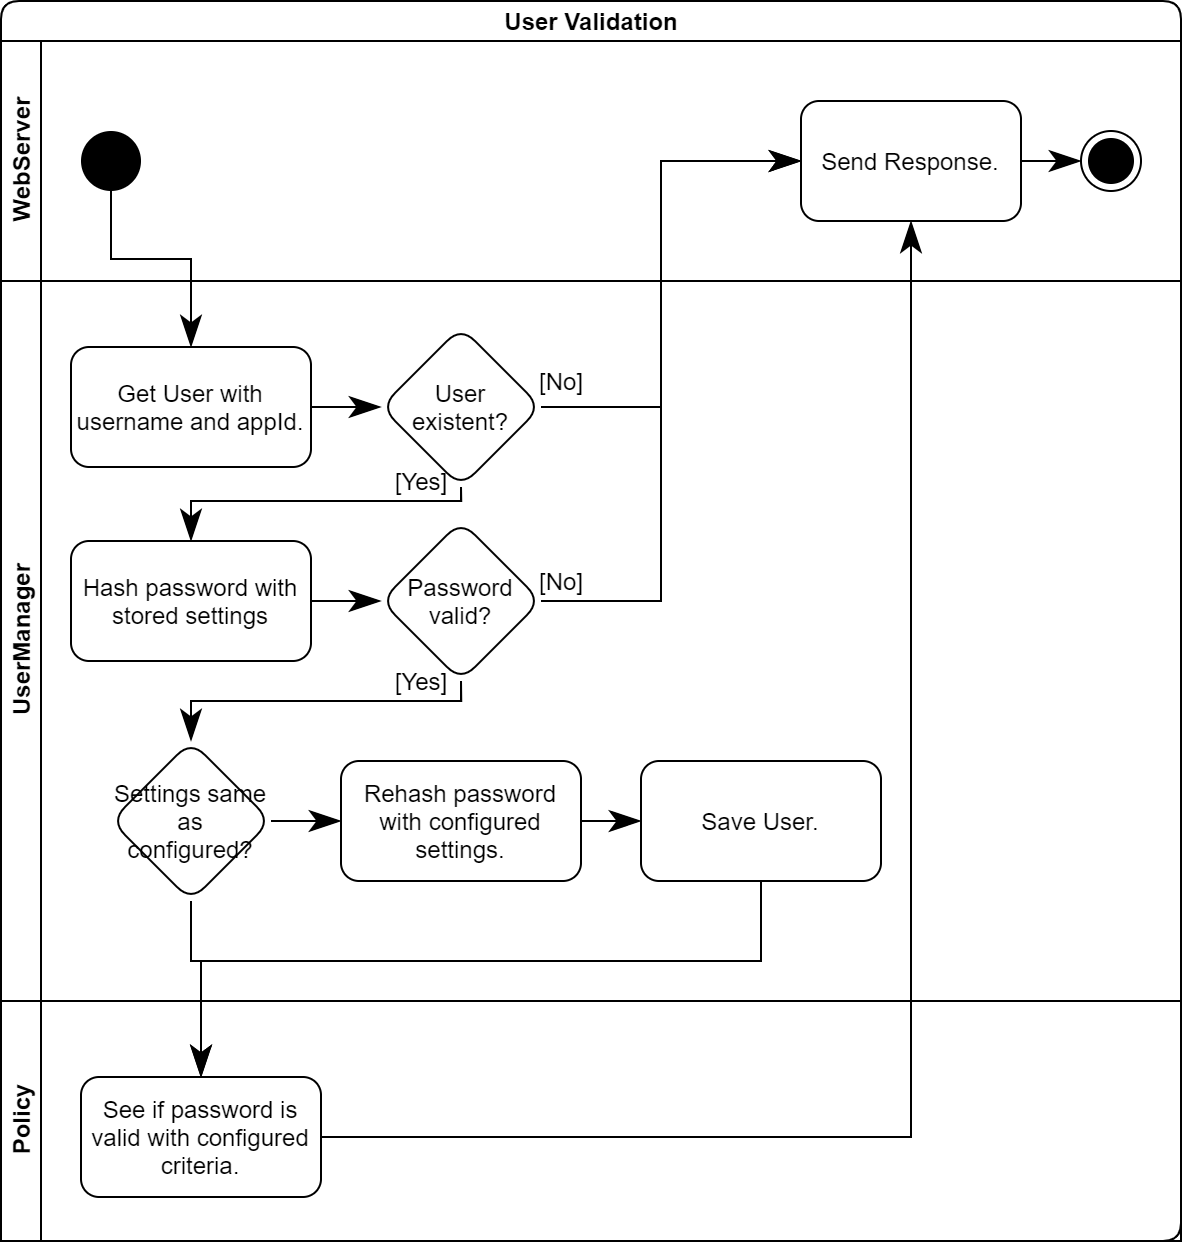 User Validation
WebServer
Send Response.
UserManager
Get User with
username and appId.
User
existent?
[No]
[Yes]
Hash password with
stored settings
Password
valid?
[No]
[Yes]
Settings same
as
configured?
Rehash password
with configured
settings.
Save User.
Policy
See if password is
valid with configured
criteria.